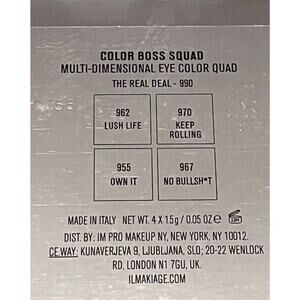 COLOR BOSS SQUAD
MULTI-DIMENSIONAL EYE COLOR QUAD
THE REAL DEAL - 990
962
LUSH LIFE
970
KEEP
ROLLING
955
OWN IT
967
NO BULLSH*T
MADE IN ITALY NET WT. 4 X 1.5g / 0.05 OZ e
DIST. BY: IM PRO MAKEUP NY, NEW YORK, NY, 10012.
CE WAY: KUNAVERJEVA 9, LJUBLJANA, SLO; 20-22 WENLOCK
RD, LONDON N1 7GU, UK.
ILMAKIAGE.COM